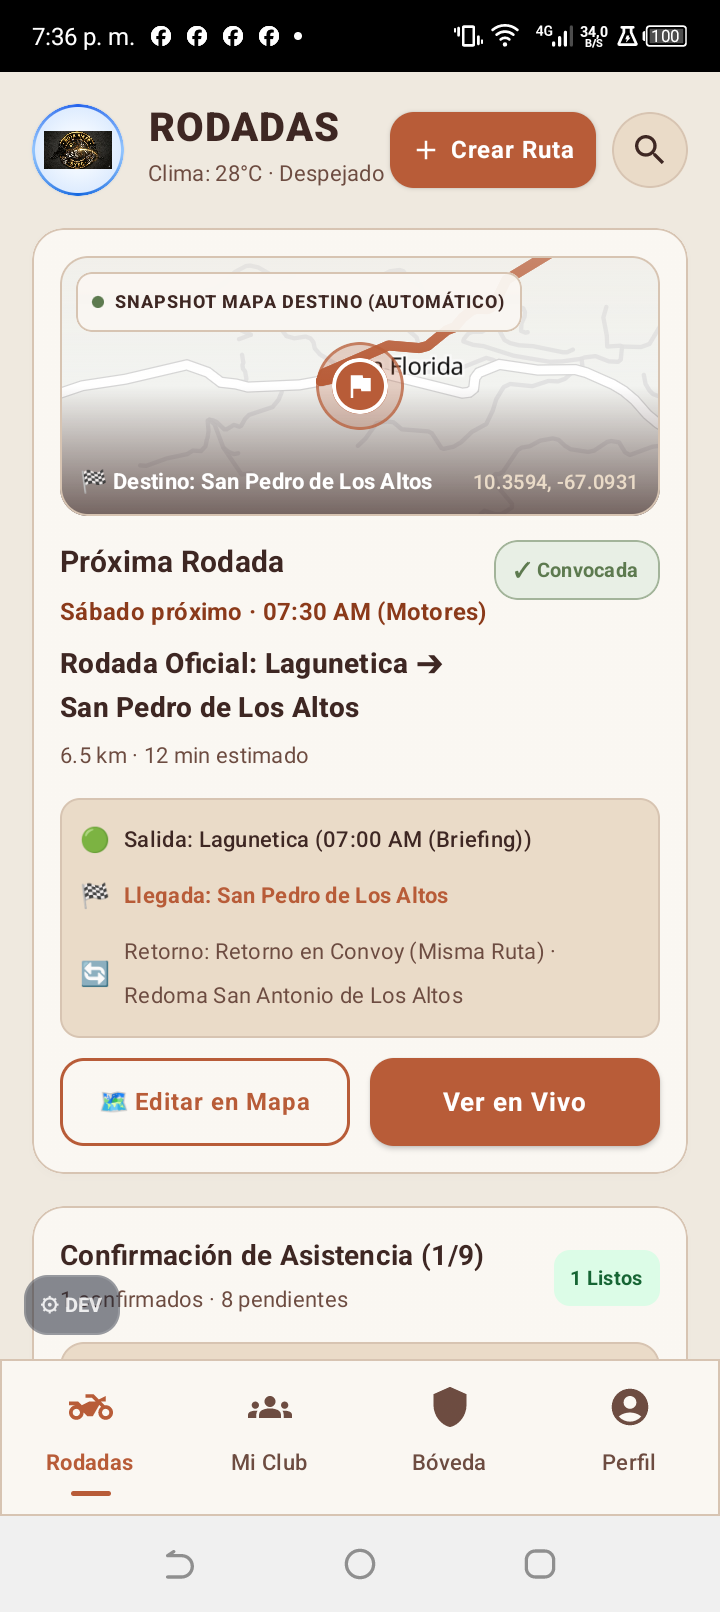 7:36 p. m.
4G
34,0
B/S
100
RODADAS
Clima: 28°C · Despejado
+ Crear Ruta
SNAPSHOT MAPA DESTINO (AUTOMÁTICO)
Florida
🏁 Destino: San Pedro de Los Altos
10.3594, -67.0931
Próxima Rodada
✓ Convocada
Sábado próximo · 07:30 AM (Motores)
Rodada Oficial: Lagunetica ➔
San Pedro de Los Altos
6.5 km · 12 min estimado
🟢 Salida: Lagunetica (07:00 AM (Briefing))
🏁 Llegada: San Pedro de Los Altos
🔄 Retorno: Retorno en Convoy (Misma Ruta) ·
Redoma San Antonio de Los Altos
🗺️ Editar en Mapa
Ver en Vivo
Confirmación de Asistencia (1/9)
1 Listos
· 8 pendientes
⚙ DEV
Rodadas
Mi Club
Bóveda
Perfil